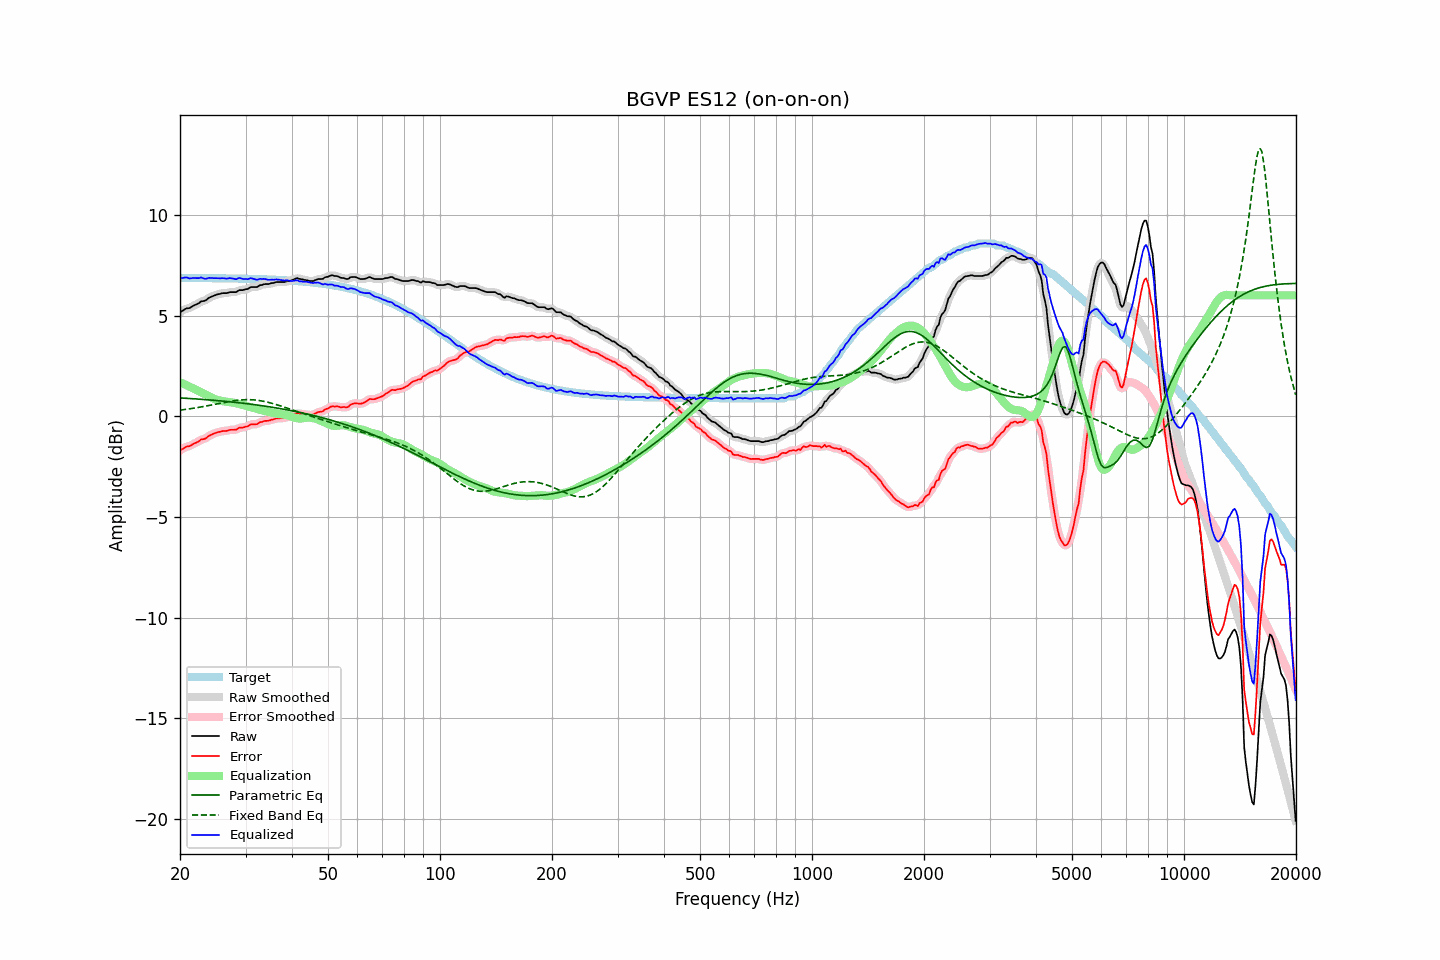 BGVP ES12 (on-on-on)
Amplitude (dBr)
10
5
0
−5
−10
−15
−20
Target
Raw Smoothed
Error Smoothed
Raw
Error
Equalization
Parametric Eq
Fixed Band Eq
Equalized
20 50 100 200 500 1000 2000 5000 10000 20000
Frequency (Hz)